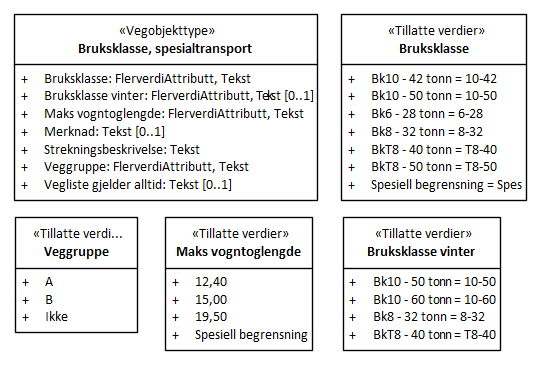 «Vegobjekttype»
Bruksklasse, spesialtransport
+ Bruksklasse: FlerverdiAttributt, Tekst
+ Bruksklasse vinter: FlerverdiAttributt, Tekst [0..1]
+ Maks vogntoglengde: FlerverdiAttributt, Tekst
+ Merknad: Tekst [0..1]
+ Strekningsbeskrivelse: Tekst
+ Veggruppe: FlerverdiAttributt, Tekst
+ Vegliste gjelder alltid: Tekst [0..1]
«Tillatte verdier»
Bruksklasse
+ Bk10 - 42 tonn = 10-42
+ Bk10 - 50 tonn = 10-50
+ Bk6 - 28 tonn = 6-28
+ Bk8 - 32 tonn = 8-32
+ BkT8 - 40 tonn = T8-40
+ BkT8 - 50 tonn = T8-50
+ Spesiell begrensning = Spes
«Tillatte verdi...
Veggruppe
+ A
+ B
+ Ikke
«Tillatte verdier»
Maks vogntoglengde
+ 12,40
+ 15,00
+ 19,50
+ Spesiell begrensning
«Tillatte verdier»
Bruksklasse vinter
+ Bk10 - 50 tonn = 10-50
+ Bk10 - 60 tonn = 10-60
+ Bk8 - 32 tonn = 8-32
+ BkT8 - 40 tonn = T8-40